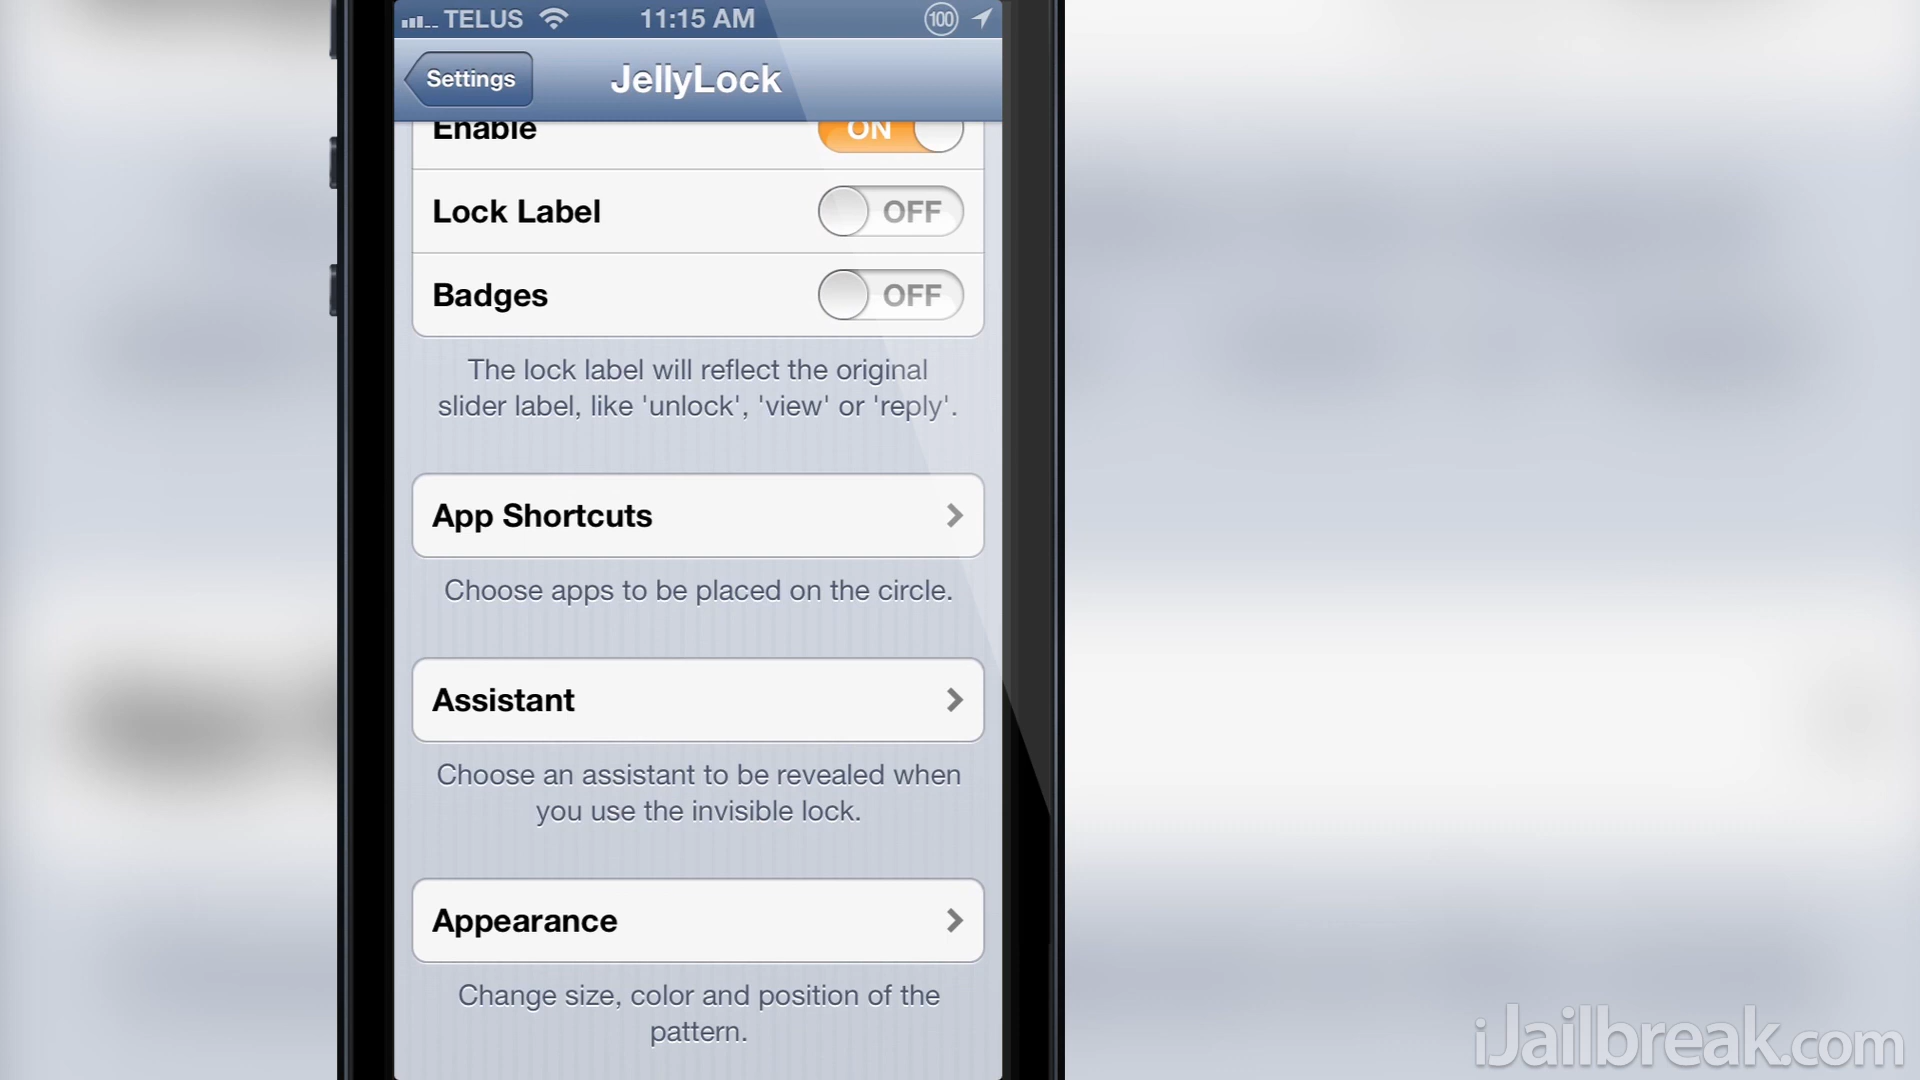 TELUS 11:15 AM 100
Settings JellyLock
Enable ON
Lock Label OFF
Badges OFF
The lock label will reflect the original
slider label, like 'unlock', 'view' or 'reply'.
App Shortcuts
Choose apps to be placed on the circle.
Assistant
Choose an assistant to be revealed when
you use the invisible lock.
Appearance
Change size, color and position of the
pattern.
iJailbreak.com